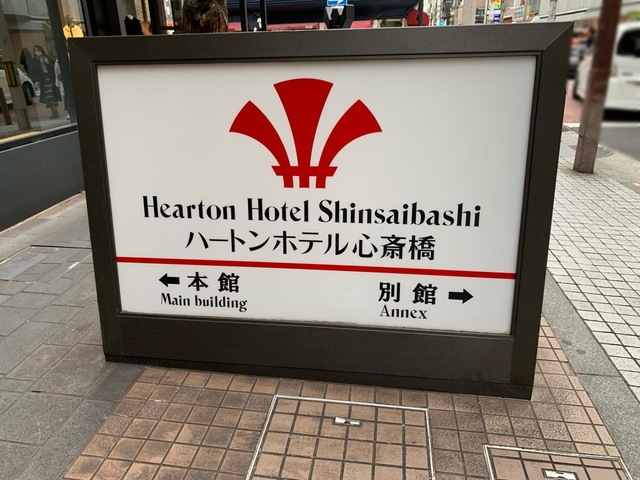 Hearton Hotel Shinsaibashi
ハートンホテル心斎橋
←本館
Main building
別館→
Annex